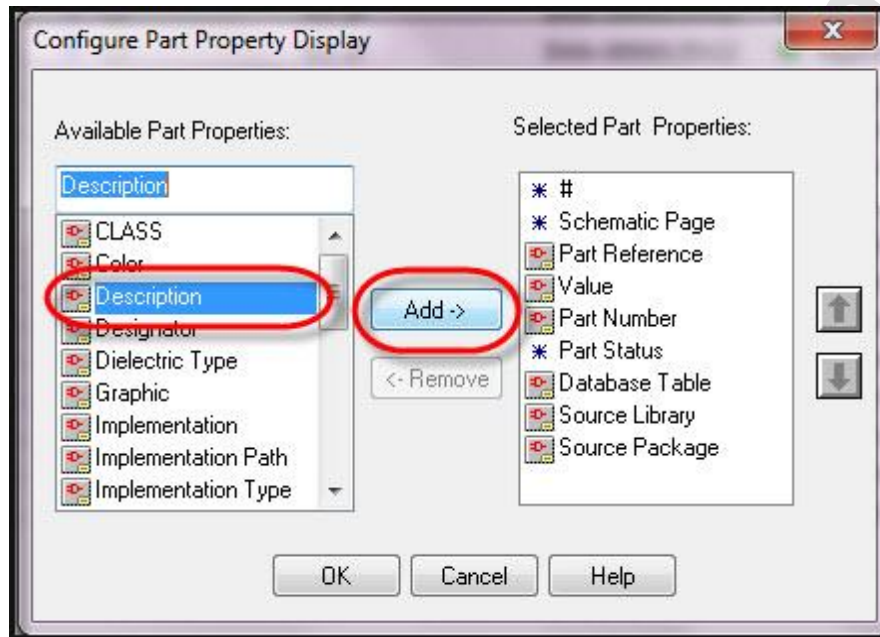 Configure Part Property Display
Available Part Properties:
Selected Part Properties:
Description
CLASS
Color
Description
Designator
Dielectric Type
Graphic
Implementation
Implementation Path
Implementation Type
Add ->
<- Remove
#
Schematic Page
Part Reference
Value
Part Number
Part Status
Database Table
Source Library
Source Package
OK
Cancel
Help